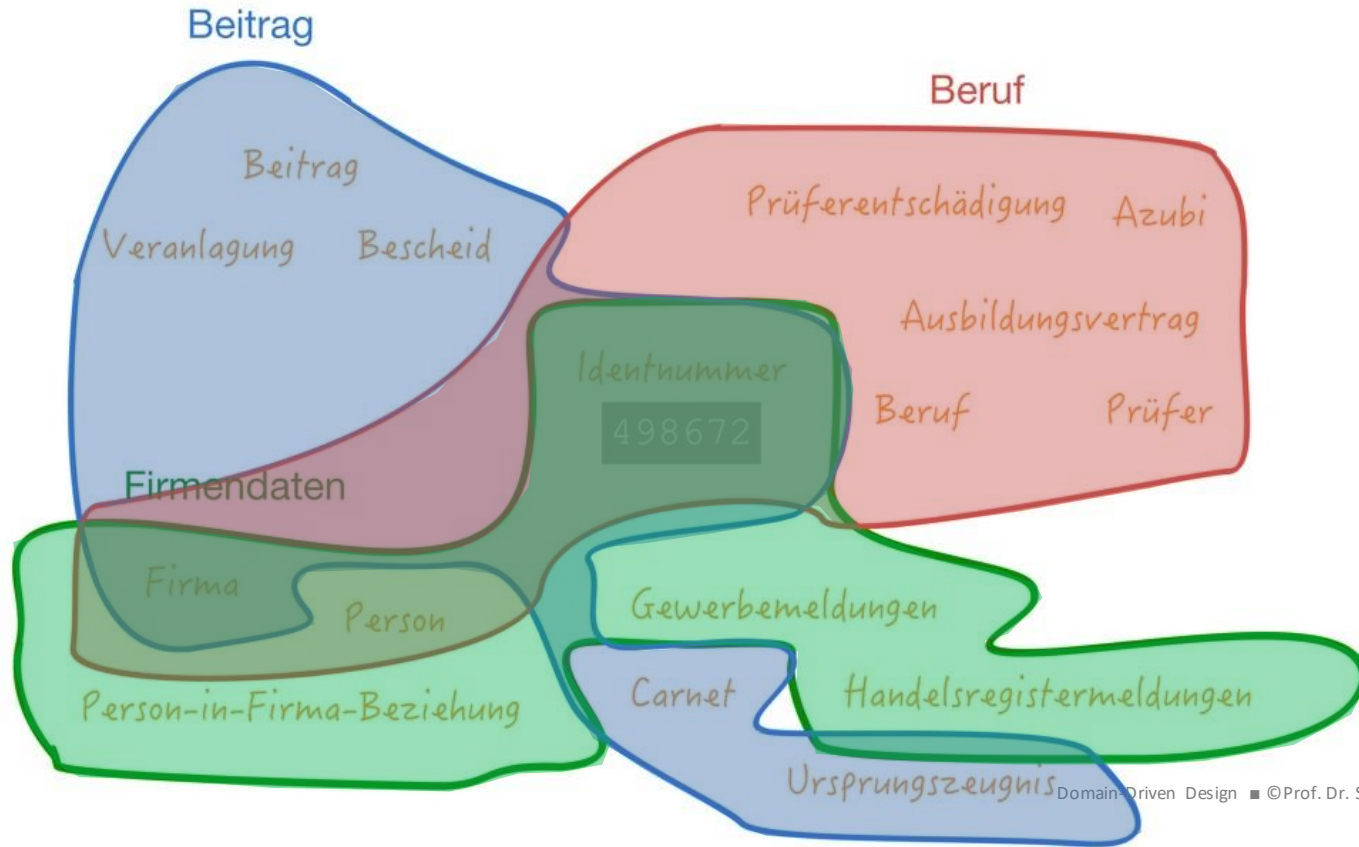 Beitrag
Beruf
Beitrag
Veranlagung Bescheid
Prüferentschädigung Azubi
Ausbildungsvertrag
Identnummer
498672
Beruf Prüfer
Firmendaten
Firma
Person
Gewerbemeldungen
Person-in-Firma-Beziehung
Carnet
Handelsregistermeldungen
Ursprungszeugnis
Domain-Driven Design ■ ©Prof. Dr. S